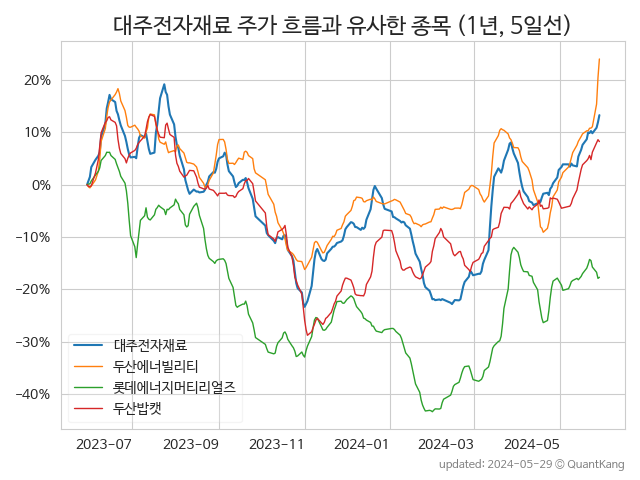 대주전자재료 주가 흐름과 유사한 종목 (1년, 5일선)
20%
10%
0%
−10%
−20%
−30%
−40%
대주전자재료
두산에너빌리티
롯데에너지머티리얼즈
두산밥캣
2023-07 2023-09 2023-11 2024-01 2024-03 2024-05
updated: 2024-05-29 © QuantKang